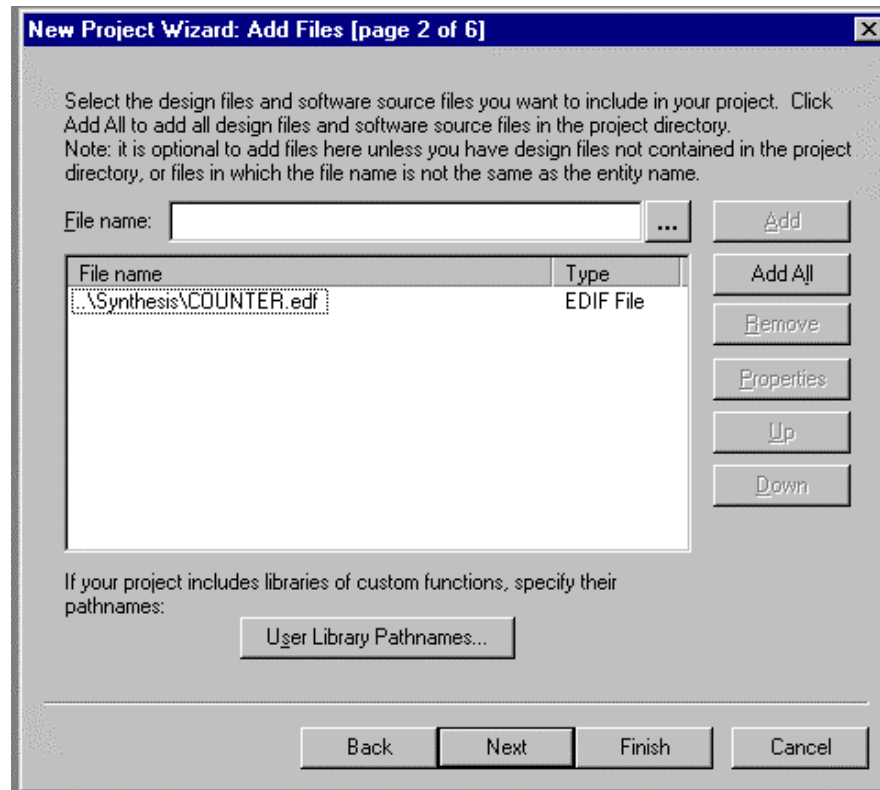 New Project Wizard: Add Files [page 2 of 6]
Select the design files and software source files you want to include in your project. Click
Add All to add all design files and software source files in the project directory.
Note: it is optional to add files here unless you have design files not contained in the project
directory, or files in which the file name is not the same as the entity name.
File name: ... Add
File name Type Add All
..\Synthesis\COUNTER.edf EDIF File
Remove
Properties
Up
Down
If your project includes libraries of custom functions, specify their
pathnames:
User Library Pathnames...
Back Next Finish Cancel